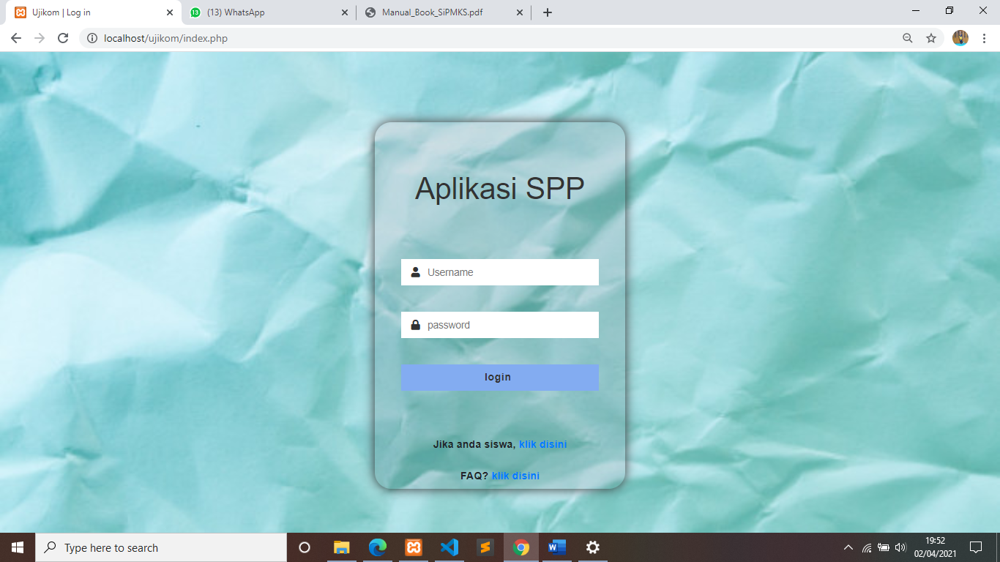 Ujikom | Log in
(13) WhatsApp
Manual_Book_SiPMKS.pdf
localhost/ujikom/index.php
Aplikasi SPP
Username
password
login
Jika anda siswa, klik disini
FAQ? klik disini
Type here to search
19:52
02/04/2021